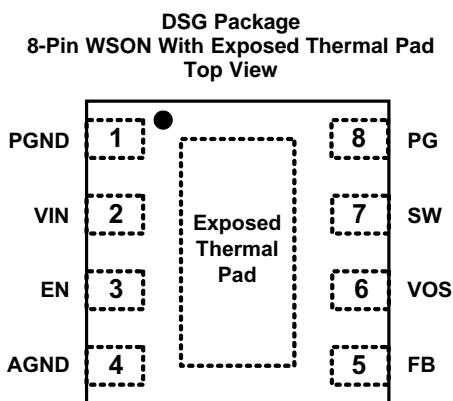 DSG Package
8-Pin WSON With Exposed Thermal Pad
Top View
PGND 1 8 PG
VIN 2 7 SW
Exposed
Thermal
Pad
EN 3 6 VOS
AGND 4 5 FB